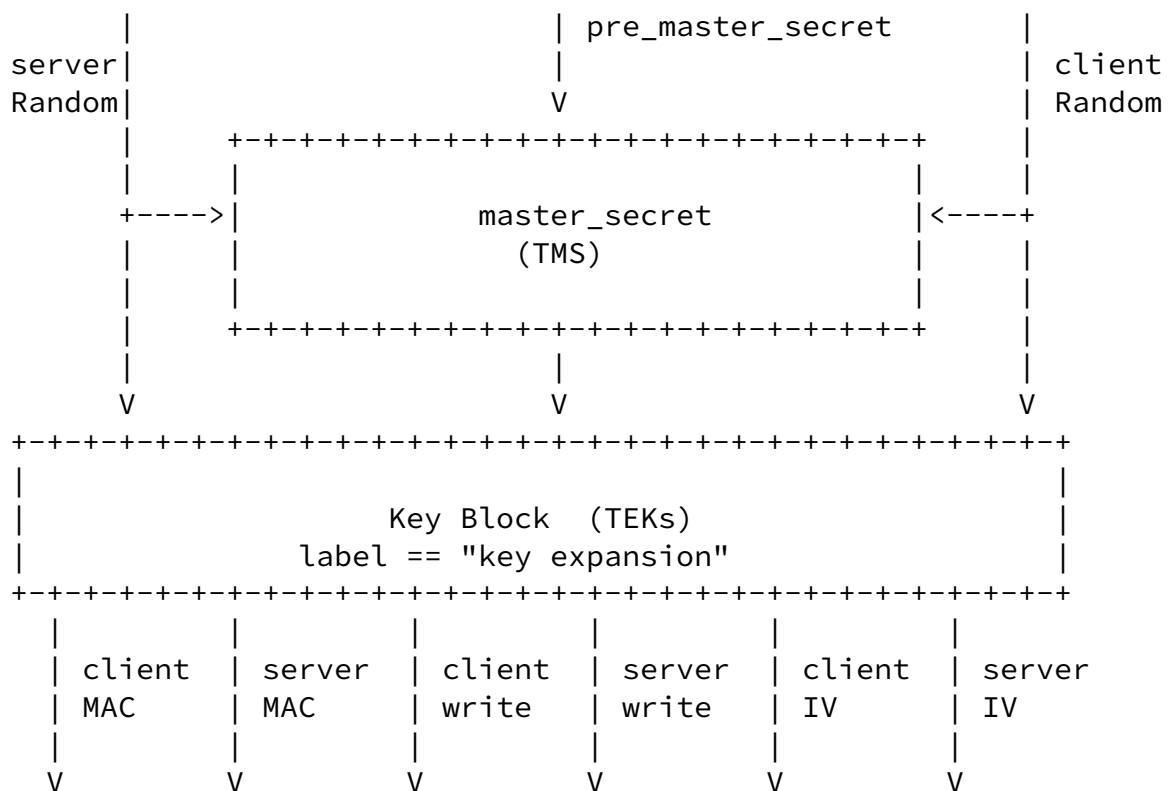 | | pre_master_secret |
server| | | client
Random| V | Random
| +-+-+-+-+-+-+-+-+-+-+-+-+-+-+-+-+-+-+-+ |
| | | |
+---->| master_secret |<----+
| | (TMS) | |
| | | |
| +-+-+-+-+-+-+-+-+-+-+-+-+-+-+-+-+-+-+-+ |
| | |
V V V
+-+-+-+-+-+-+-+-+-+-+-+-+-+-+-+-+-+-+-+-+-+-+-+-+-+-+-+-+-+
| |
| Key Block (TEKs) |
| label == "key expansion" |
+-+-+-+-+-+-+-+-+-+-+-+-+-+-+-+-+-+-+-+-+-+-+-+-+-+-+-+-+-+
| | | | | |
| client | server | client | server | client | server
| MAC | MAC | write | write | IV | IV
| | | | | |
V V V V V V